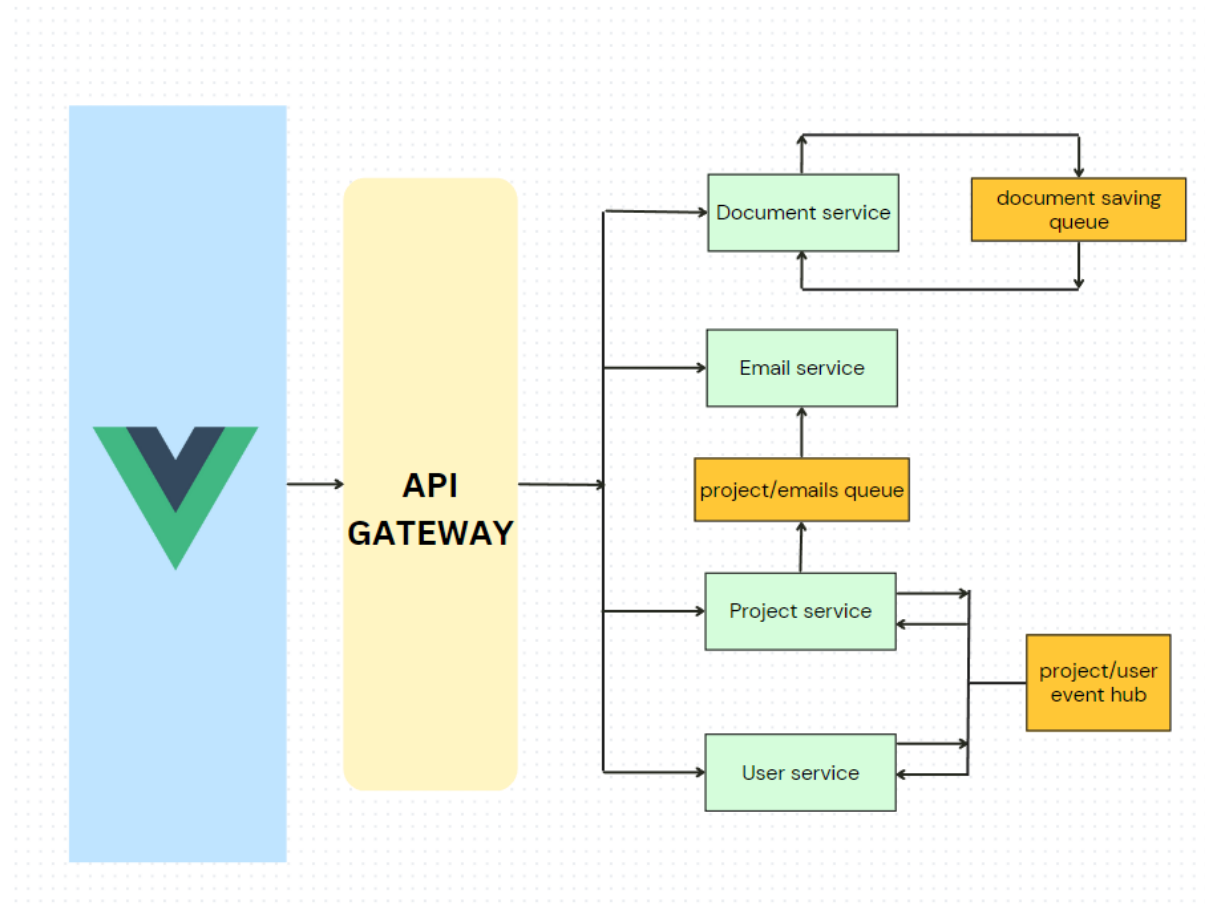 API
GATEWAY
Document service
document saving
queue
Email service
project/emails queue
Project service
project/user
event hub
User service